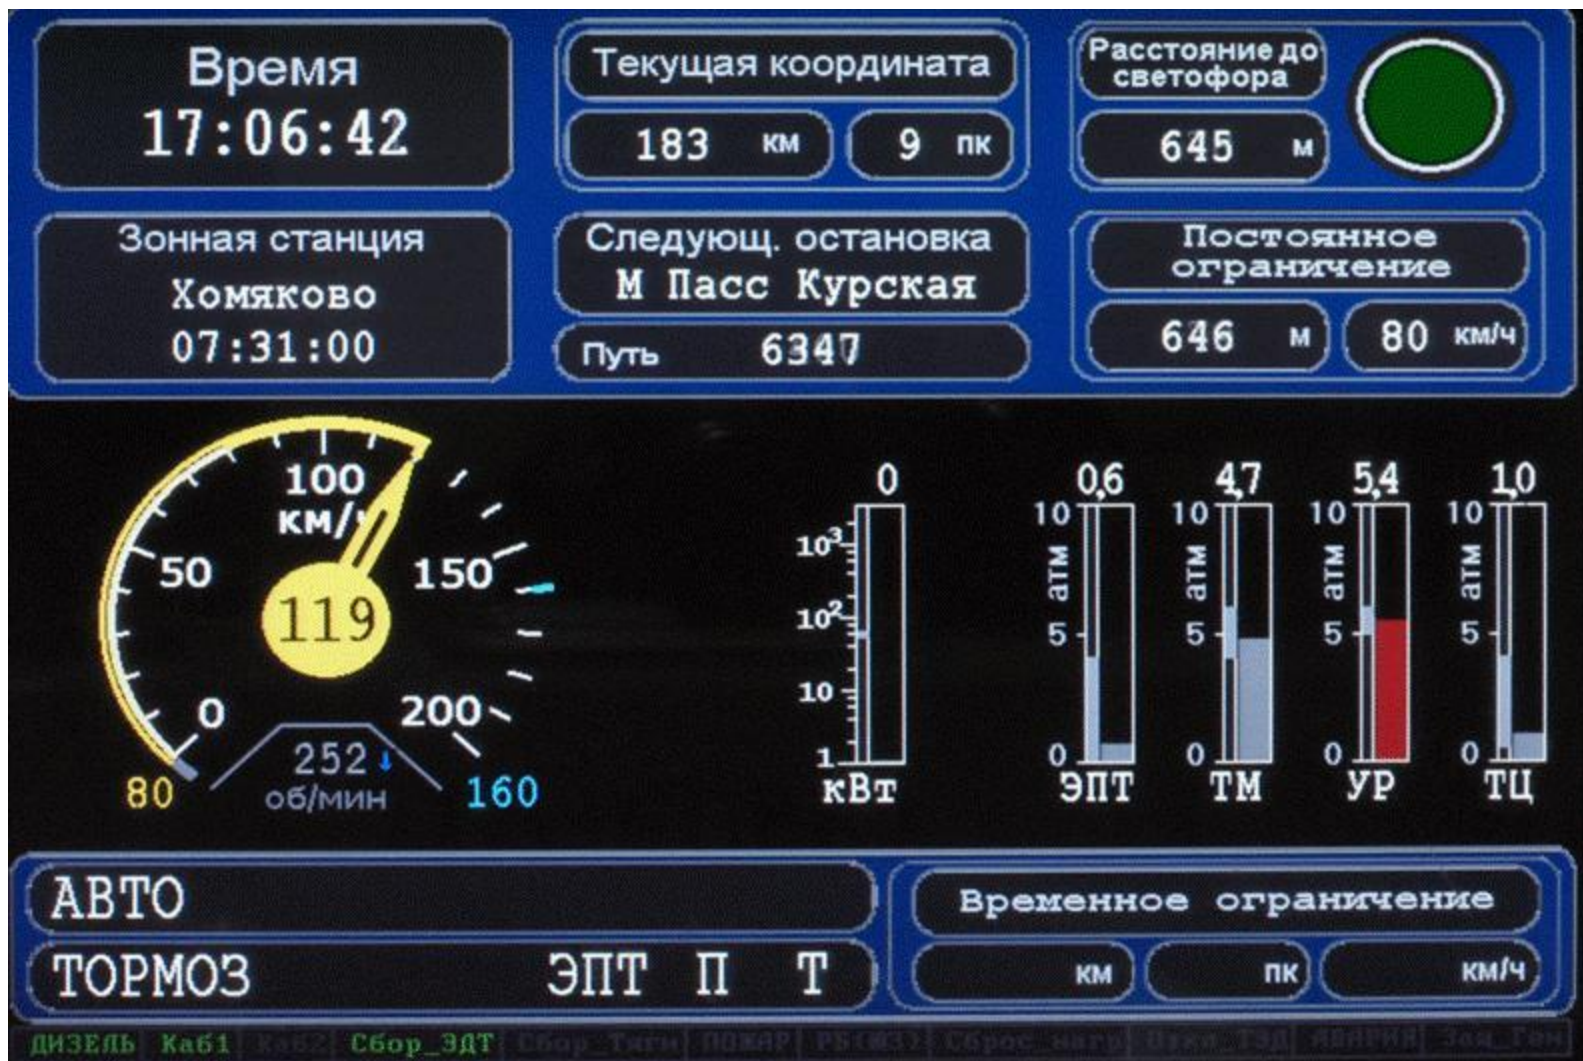 Время
17:06:42
Текущая координата
183 км 9 пк
Расстояние до
светофора
645 м
Зонная станция
Хомяково
07:31:00
Следующ. остановка
М Пасс Курская
Путь
Постоянное
ограничение
646 м 80 км/ч
0 50 100 150 200
119
252 ↓
об/мин
80 160
0
10³
10²
10
1
кВт
0,6
10
атм
5
0
ЭПТ
4,7
10
атм
5
0
ТМ
5,4
10
атм
5
0
УР
1,0
10
атм
5
0
ТЦ
АВТО
ТОРМОЗ ЭПТ П Т
Временное ограничение
км пк км/ч
ДИЗЕЛЬ Каб1 Каб2 Сбор_ЭДТ Сбор_Тяги ПОЖАР